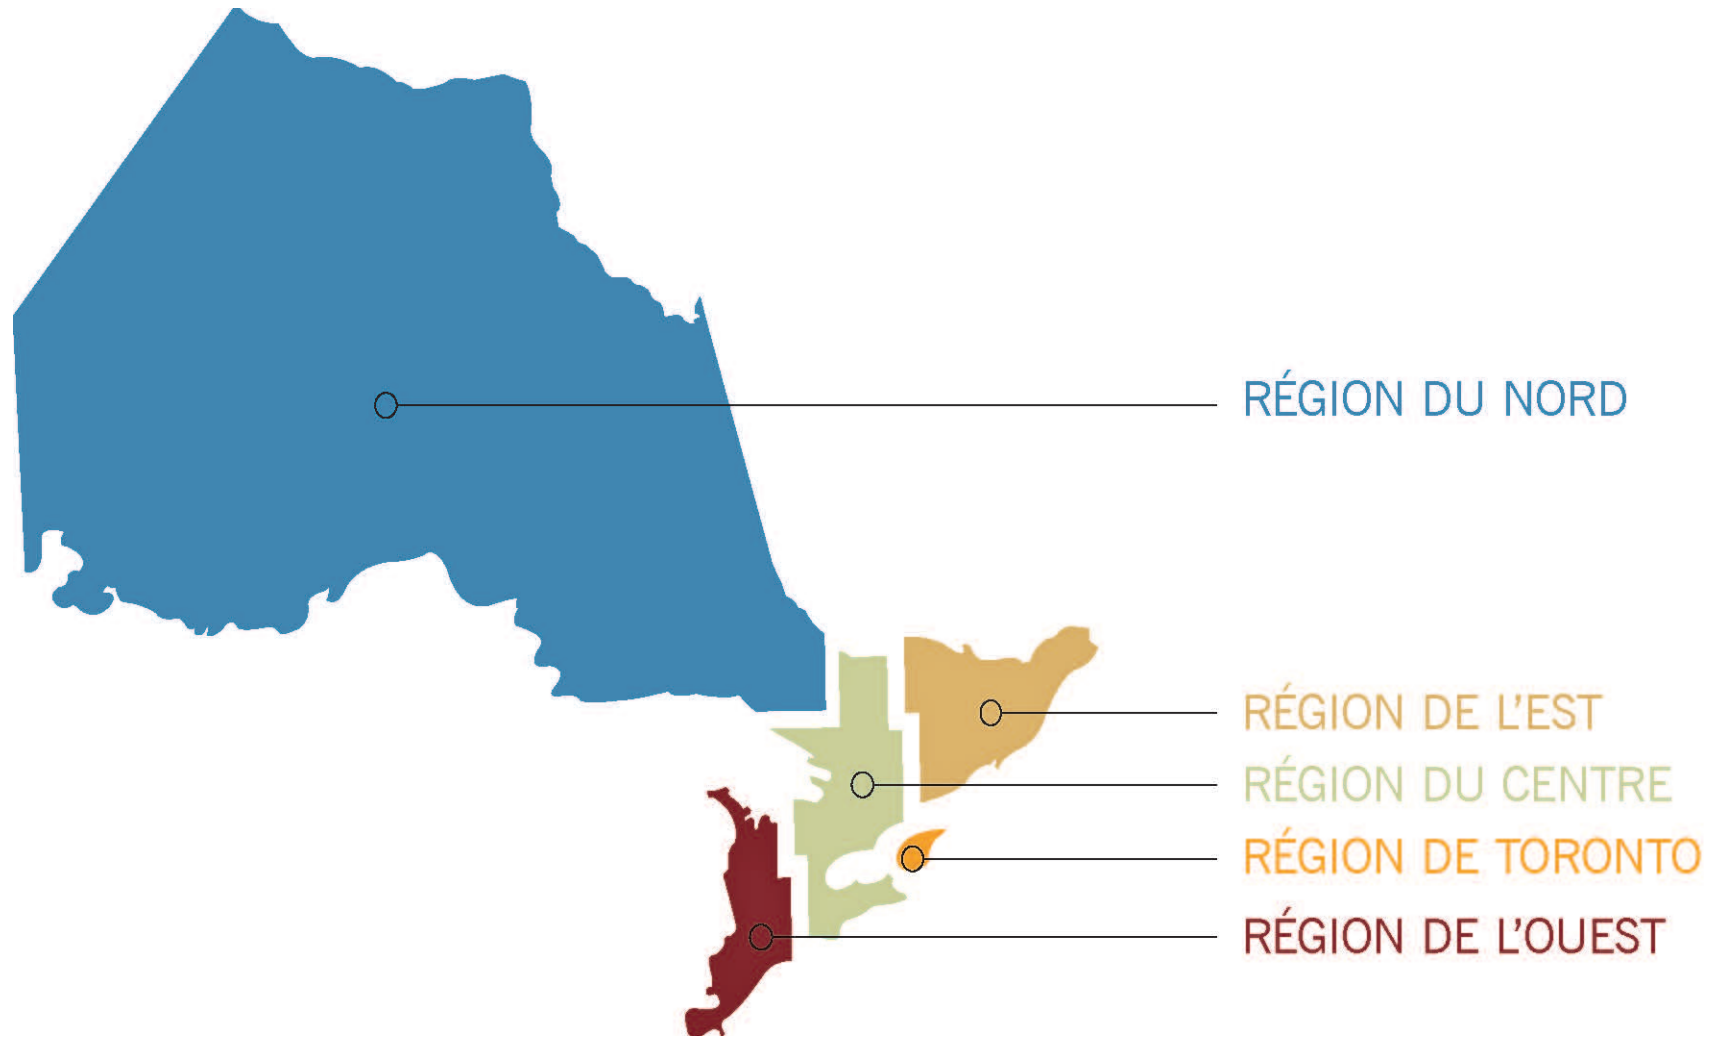 RÉGION DU NORD
RÉGION DE L'EST
RÉGION DU CENTRE
RÉGION DE TORONTO
RÉGION DE L'OUEST